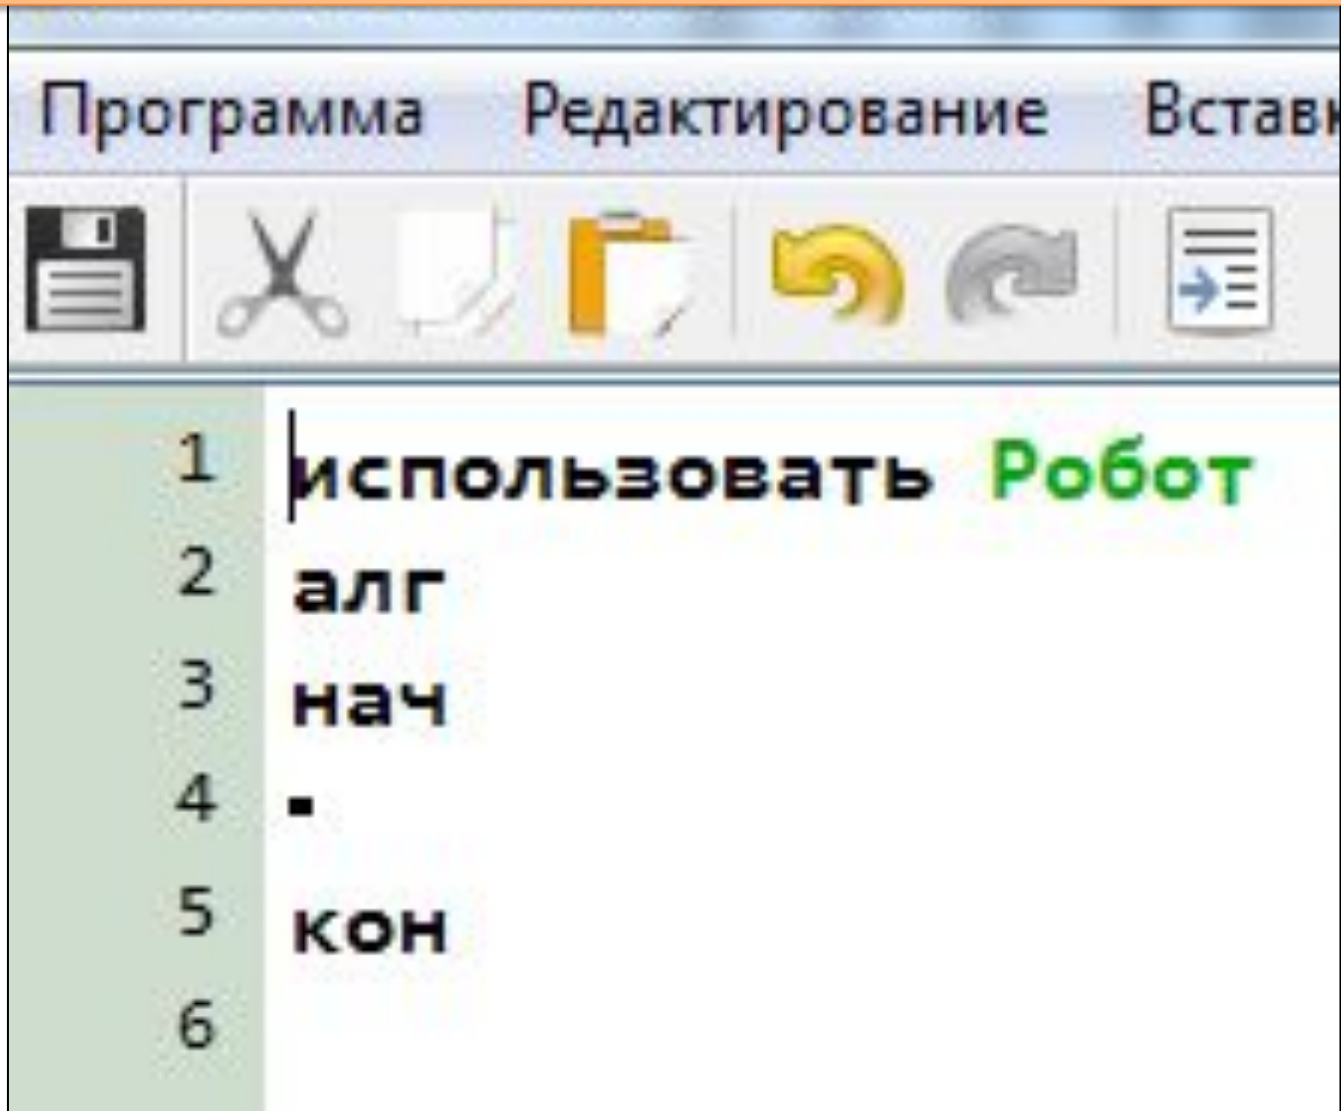 Программа Редактирование Встав
1 использовать Робот
2 алг
3 нач
4 -
5 кон
6